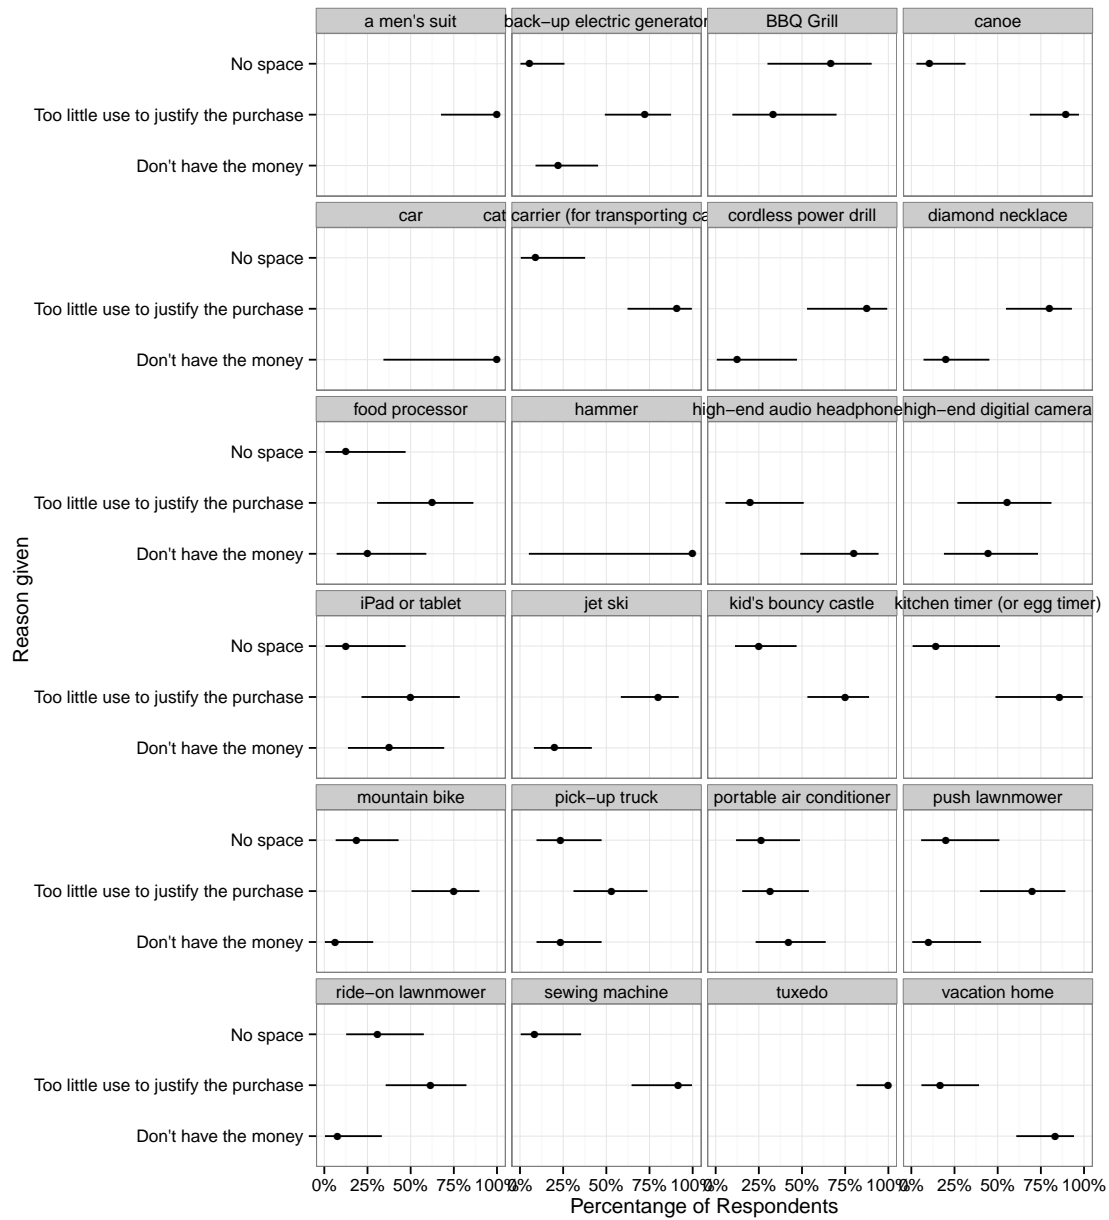 a men's suit back-up electric generator BBQ Grill canoe
No space
Too little use to justify the purchase
Don't have the money
car cat carrier (for transporting ca cordless power drill diamond necklace
No space
Too little use to justify the purchase
Don't have the money
food processor hammer high-end audio headphone high-end digitial camera
No space
Too little use to justify the purchase
Don't have the money
Reason given
iPad or tablet jet ski kid's bouncy castle kitchen timer (or egg timer)
No space
Too little use to justify the purchase
Don't have the money
mountain bike pick-up truck portable air conditioner push lawnmower
No space
Too little use to justify the purchase
Don't have the money
ride-on lawnmower sewing machine tuxedo vacation home
No space
Too little use to justify the purchase
Don't have the money
0% 25% 50% 75% 100% 0% 25% 50% 75% 100% 0% 25% 50% 75% 100% 0% 25% 50% 75% 100%
Percentange of Respondents